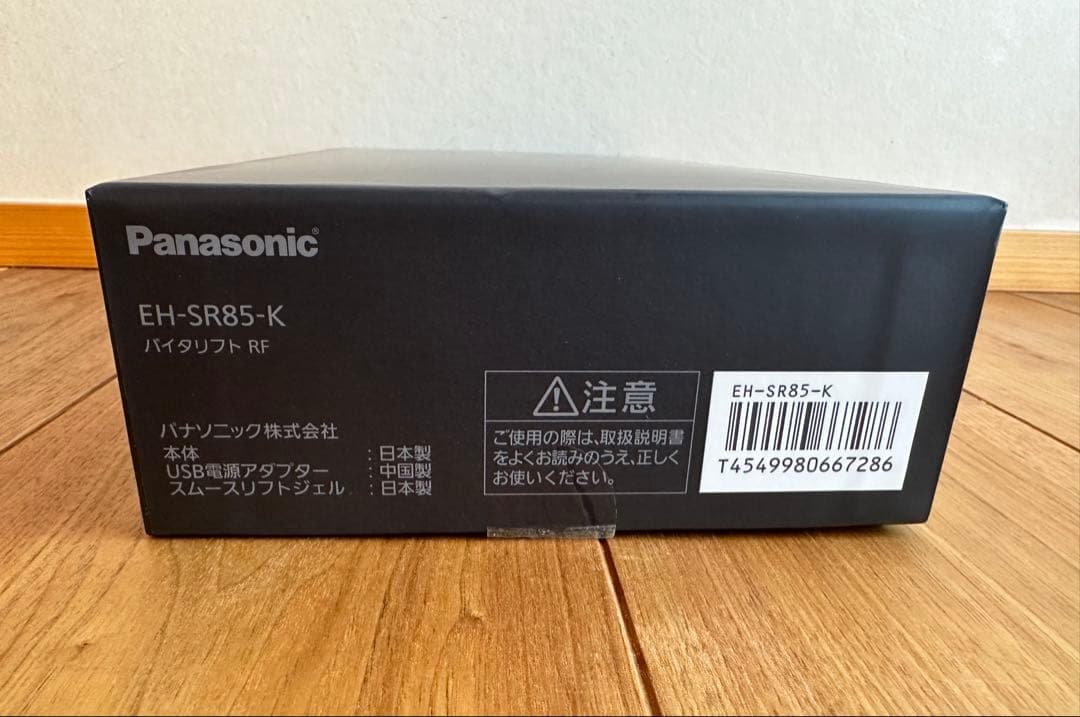 Panasonic®
EH-SR85-K
バイタリフト RF
パナソニック株式会社
本体 : 日本製
USB電源アダプター : 中国製
スムースリフトジェル : 日本製
⚠注意
ご使用の際は、取扱説明書
をよくお読みのうえ、正しく
お使いください。
EH-SR85-K
T4549980667286